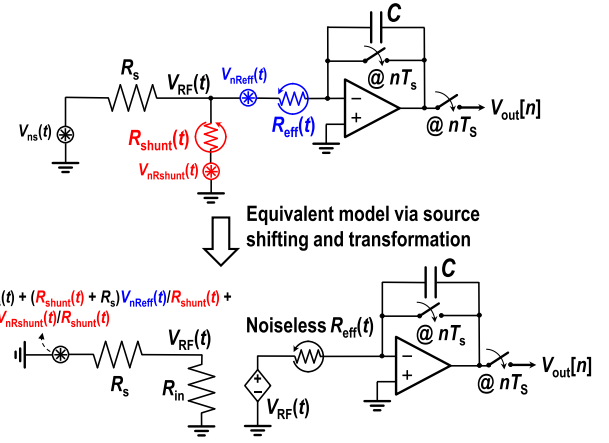 C
R_s
V_RF(t)
V_nReff(t)
@ nT_s
V_out[n]
V_ns(t)
R_shunt(t)
R_eff(t)
@ nT_S
V_nRshunt(t)
Equivalent model via source
shifting and transformation
(t) + (R_shunt(t) + R_s)V_nReff(t)/R_shunt(t) +
V_nRshunt(t)/R_shunt(t)
C
V_RF(t)
Noiseless R_eff(t)
@ nT_s
V_out[n]
R_s
R_in
@ nT_S
V_RF(t)